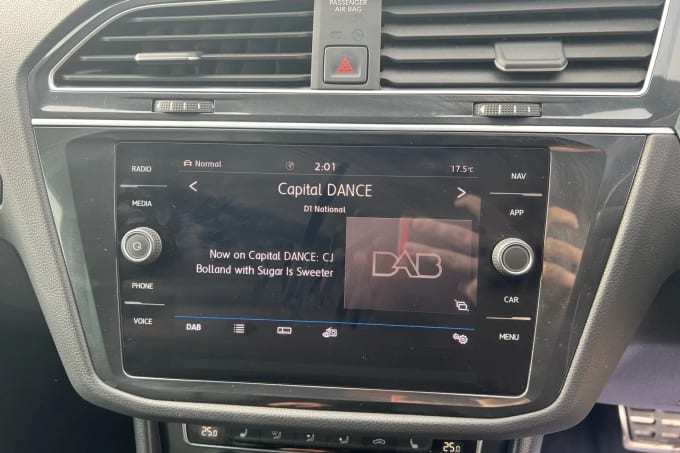 PASSENGER
AIR BAG
RADIO
Normal
2:01
17.5°C
NAV
MEDIA
< Capital DANCE >
D1 National
APP
Now on Capital DANCE: CJ
Bolland with Sugar Is Sweeter
DAB
PHONE
CAR
VOICE
DAB
MENU
25.0
25.0